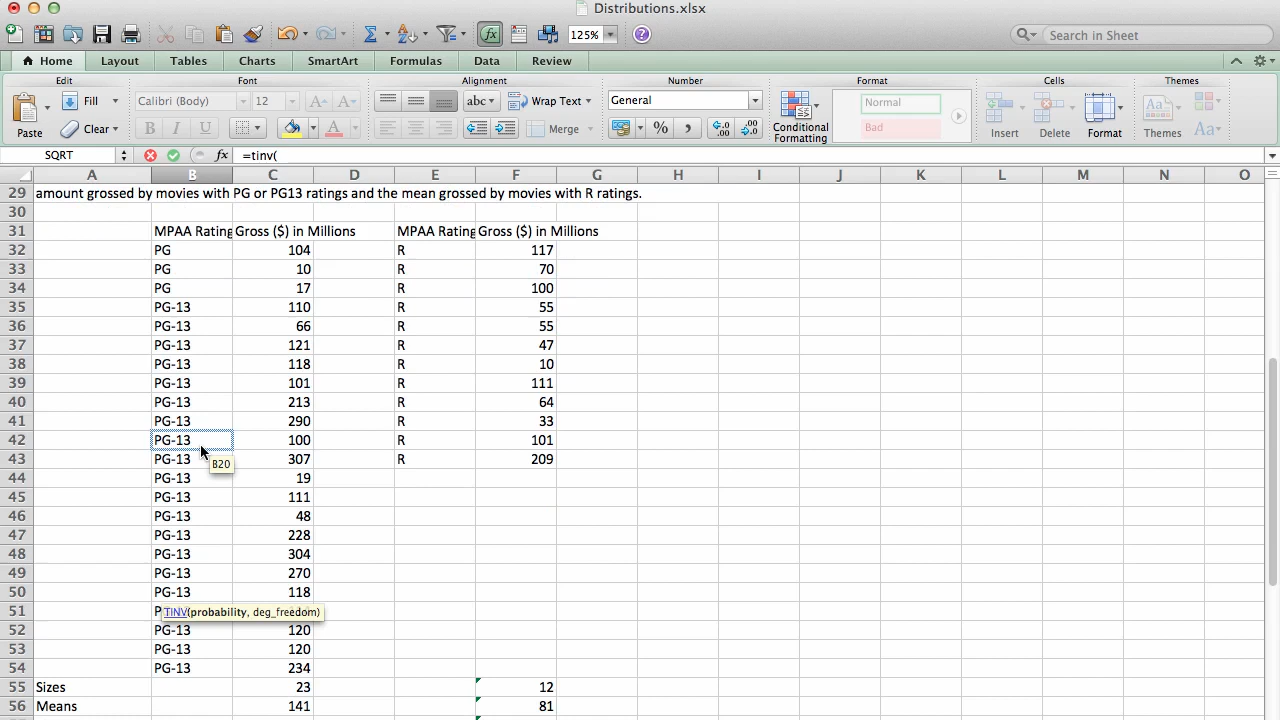 Distributions.xlsx
125% Search in Sheet
Home Layout Tables Charts SmartArt Formulas Data Review
Edit Font Alignment Number Format Cells Themes
Paste Fill Clear Calibri (Body) 12 A A B I U A abc Wrap Text Merge General % , Conditional Formatting Normal Bad Insert Delete Format Themes Aa
SQRT fx =tinv(
A B C D E F G H I J K L M N O
29 amount grossed by movies with PG or PG13 ratings and the mean grossed by movies with R ratings.
30
31 MPAA Rating Gross ($) in Millions MPAA Rating Gross ($) in Millions
32 PG 104 R 117
33 PG 10 R 70
34 PG 17 R 100
35 PG-13 110 R 55
36 PG-13 66 R 55
37 PG-13 121 R 47
38 PG-13 118 R 10
39 PG-13 101 R 111
40 PG-13 213 R 64
41 PG-13 290 R 33
42 PG-13 100 R 101
43 PG-13 307 R 209
B20
44 PG-13 19
45 PG-13 111
46 PG-13 48
47 PG-13 228
48 PG-13 304
49 PG-13 270
50 PG-13 118
51 P TINV(probability, deg_freedom)
52 PG-13 120
53 PG-13 120
54 PG-13 234
55 Sizes 23 12
56 Means 141 81